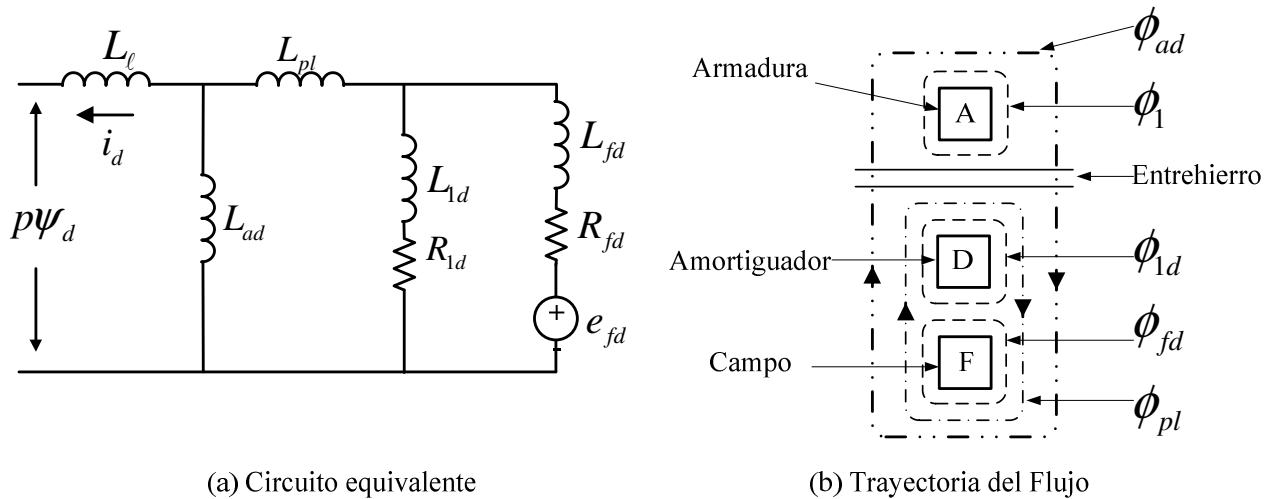 L_ℓ
L_pl
i_d
pψ_d
L_ad
L_1d
R_1d
L_fd
R_fd
+
-
e_fd
(a) Circuito equivalente
Armadura
A
ϕ_ad
ϕ_1
Entrehierro
Amortiguador
D
ϕ_1d
ϕ_fd
Campo
F
ϕ_pl
(b) Trayectoria del Flujo